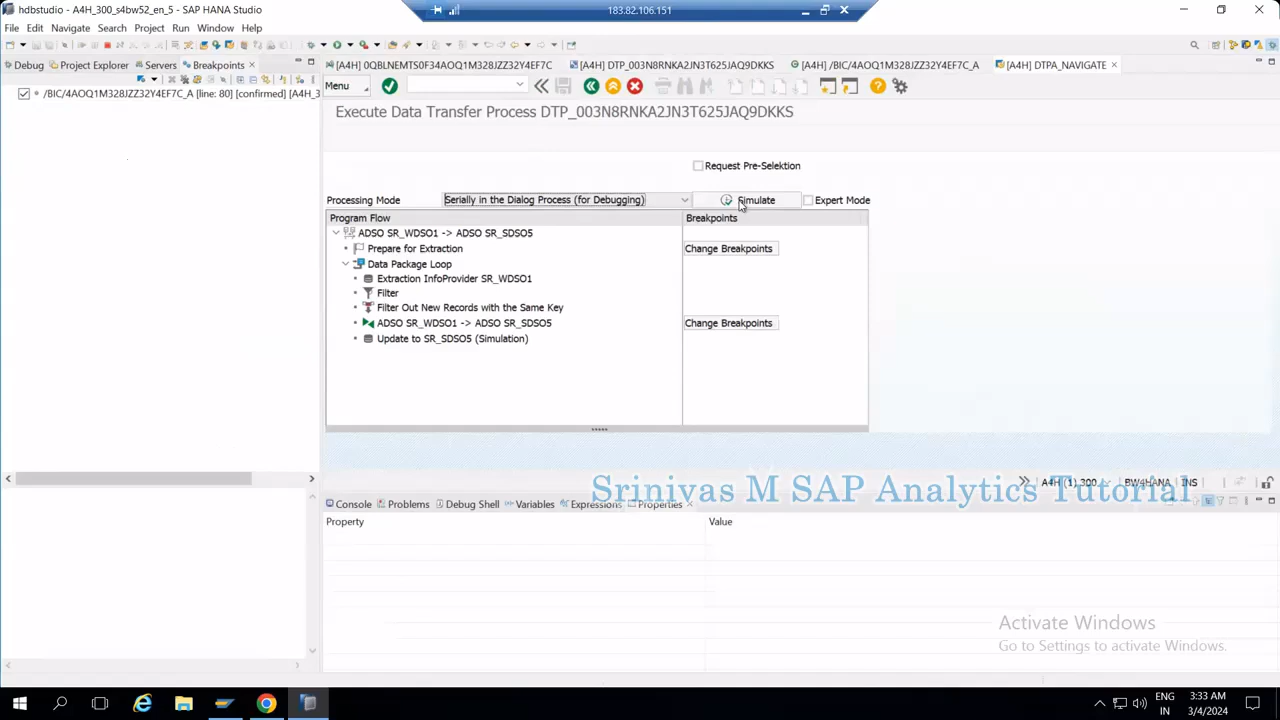 hdbstudio - A4H_300_s4bw52_en_5 - SAP HANA Studio
183.82.106.151
File Edit Navigate Search Project Run Window Help
Debug Project Explorer Servers Breakpoints
[A4H] 0QBLNEMTS0F34AOQ1M328JZZ32Y4EF7C [A4H] DTP_003N8RNKA2JN3T625JAQ9DKKS [A4H] /BIC/4AOQ1M328JZZ32Y4EF7C_A [A4H] DTPA_NAVIGATE
/BIC/4AOQ1M328JZZ32Y4EF7C_A [line: 80] [confirmed] [A4H_3
Menu
Execute Data Transfer Process DTP_003N8RNKA2JN3T625JAQ9DKKS
Request Pre-Selektion
Processing Mode Serially in the Dialog Process (for Debugging) Simulate Expert Mode
Program Flow Breakpoints
ADSO SR_WDSO1 -> ADSO SR_SDSO5
Prepare for Extraction Change Breakpoints
Data Package Loop
Extraction InfoProvider SR_WDSO1
Filter
Filter Out New Records with the Same Key
ADSO SR_WDSO1 -> ADSO SR_SDSO5 Change Breakpoints
Update to SR_SDSO5 (Simulation)
A4H (1) 300 BW4HANA INS
Srinivas M SAP Analytics Tutorial
Console Problems Debug Shell Variables Expressions Properties
Property Value
Activate Windows
Go to Settings to activate Windows.
ENG 3:33 AM
IN 3/4/2024